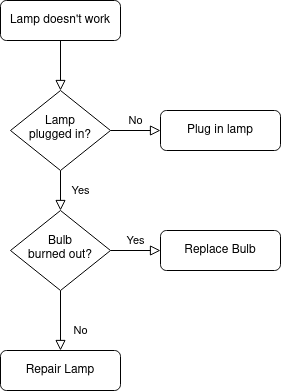 Lamp doesn't work
Lamp
plugged in?
No
Plug in lamp
Yes
Bulb
burned out?
Yes
Replace Bulb
No
Repair Lamp